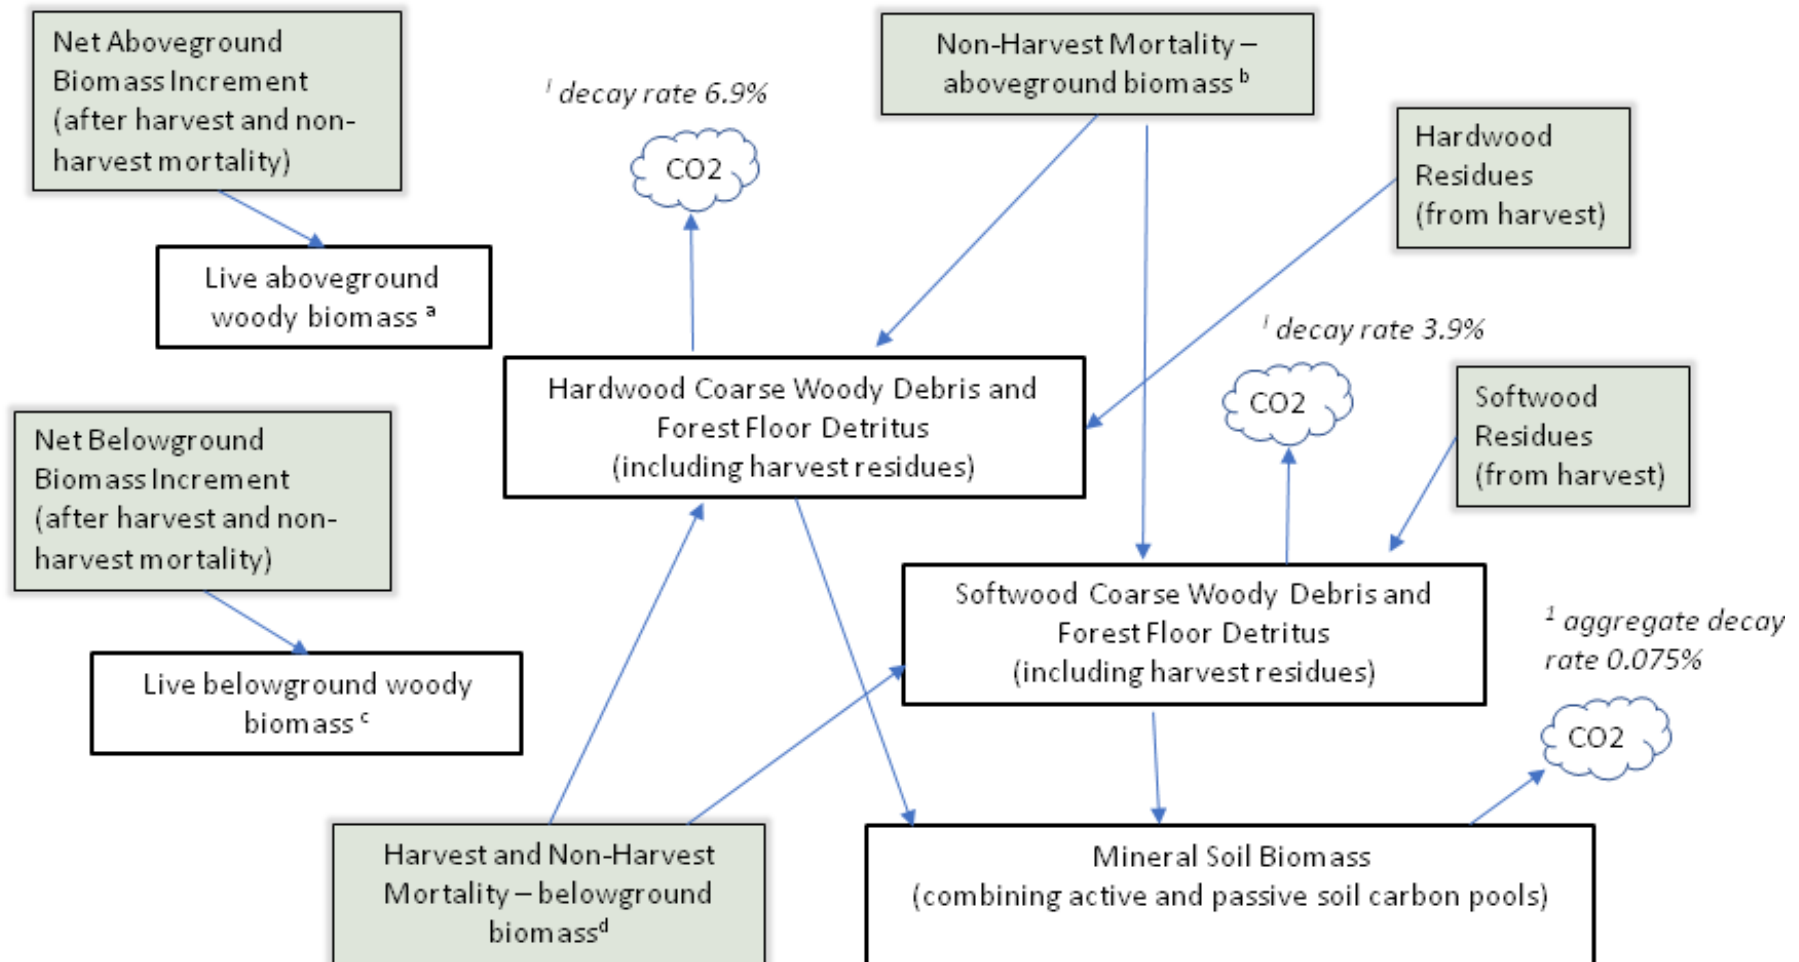 Net Aboveground
Biomass Increment
(after harvest and non-
harvest mortality)
Non-Harvest Mortality –
aboveground biomass b
l decay rate 6.9%
CO2
Hardwood
Residues
(from harvest)
Live aboveground
woody biomass a
l decay rate 3.9%
CO2
Hardwood Coarse Woody Debris and
Forest Floor Detritus
(including harvest residues)
Softwood
Residues
(from harvest)
Net Belowground
Biomass Increment
(after harvest and non-
harvest mortality)
Softwood Coarse Woody Debris and
Forest Floor Detritus
(including harvest residues)
1 aggregate decay
rate 0.075%
CO2
Live belowground woody
biomass c
Harvest and Non-Harvest
Mortality – belowground
biomassd
Mineral Soil Biomass
(combining active and passive soil carbon pools)